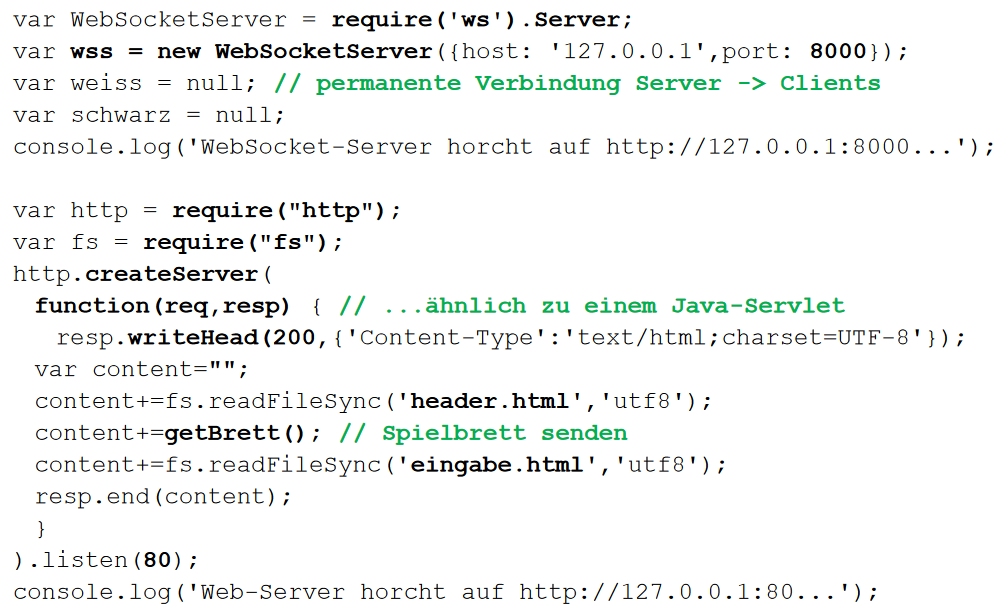 var WebSocketServer = require('ws').Server;
var wss = new WebSocketServer({host: '127.0.0.1',port: 8000});
var weiss = null; // permanente Verbindung Server -> Clients
var schwarz = null;
console.log('WebSocket-Server horcht auf http://127.0.0.1:8000...');
var http = require("http");
var fs = require("fs");
http.createServer(
function(req,resp) { // ...ähnlich zu einem Java-Servlet
resp.writeHead(200,{'Content-Type':'text/html;charset=UTF-8'});
var content="";
content+=fs.readFileSync('header.html','utf8');
content+=getBrett(); // Spielbrett senden
content+=fs.readFileSync('eingabe.html','utf8');
resp.end(content);
}
).listen(80);
console.log('Web-Server horcht auf http://127.0.0.1:80...');